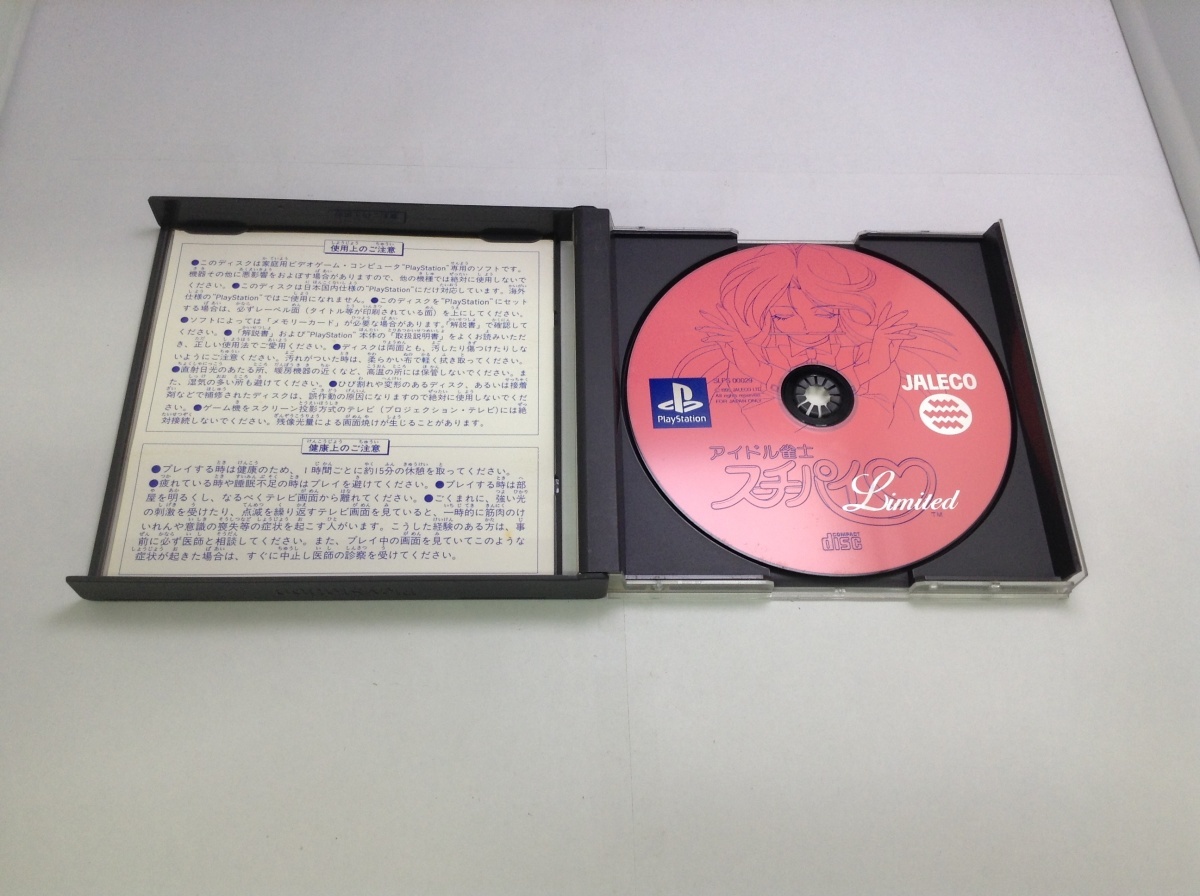 使用上のご注意
●このディスクは家庭用ビデオゲーム・コンピュータ"PlayStation"専用のソフトです。
機器その他に悪影響をおよぼす場合がありますので、他の機種では絶対に使用しないで
ください。●このディスクは日本国内仕様の"PlayStation"にだけ対応しています。海外
仕様の"PlayStation"ではご使用になれません。●このディスクを"PlayStation"にセット
する場合は、必ずレーベル面（タイトル等が印刷されている面）を上にしてください。
●ソフトによっては「メモリーカード」が必要な場合があります。「解説書」で確認して
ください。●「解説書」および"PlayStation"本体の「取扱説明書」をよくお読みいただ
き、正しい使用法でご愛用ください。●ディスクは両面とも、汚したり傷つけたりしな
いようにご注意ください。汚れがついた時は、柔らかい布で軽く拭き取ってください。
●直射日光のあたる所、暖房機器の近くなど、高温の所には保管しないでください。ま
た、湿気の多い所も避けてください。●ひび割れや変形のあるディスク、あるいは接着
剤などで補修されたディスクは、誤作動の原因になりますので絶対に使用しないでくだ
さい。●ゲーム機をスクリーン投影方式のテレビ（プロジェクション・テレビ）には絶
対接続しないでください。残像光量による画面焼けが生じることがあります。
健康上のご注意
●プレイする時は健康のため、1時間ごとに約15分の休憩を取ってください。
●疲れている時や睡眠不足の時はプレイを避けてください。●プレイする時は部
屋を明るくし、なるべくテレビ画面から離れてください。●ごくまれに、強い光
の刺激を受けたり、点滅を繰り返すテレビ画面を見ていると、一時的に筋肉のけ
いれんや意識の喪失等の症状を起こす人がいます。こうした経験のある方は、事
前に必ず医師と相談してください。また、プレイ中の画面を見ていてこのような
症状が起きた場合は、すぐに中止し医師の診察を受けてください。
SLPS 00029
All rights reserved.
FOR JAPAN ONLY
PlayStation
JALECO
アイドル雀士
スーチーパイ
Limited
TM
COMPACT
disc